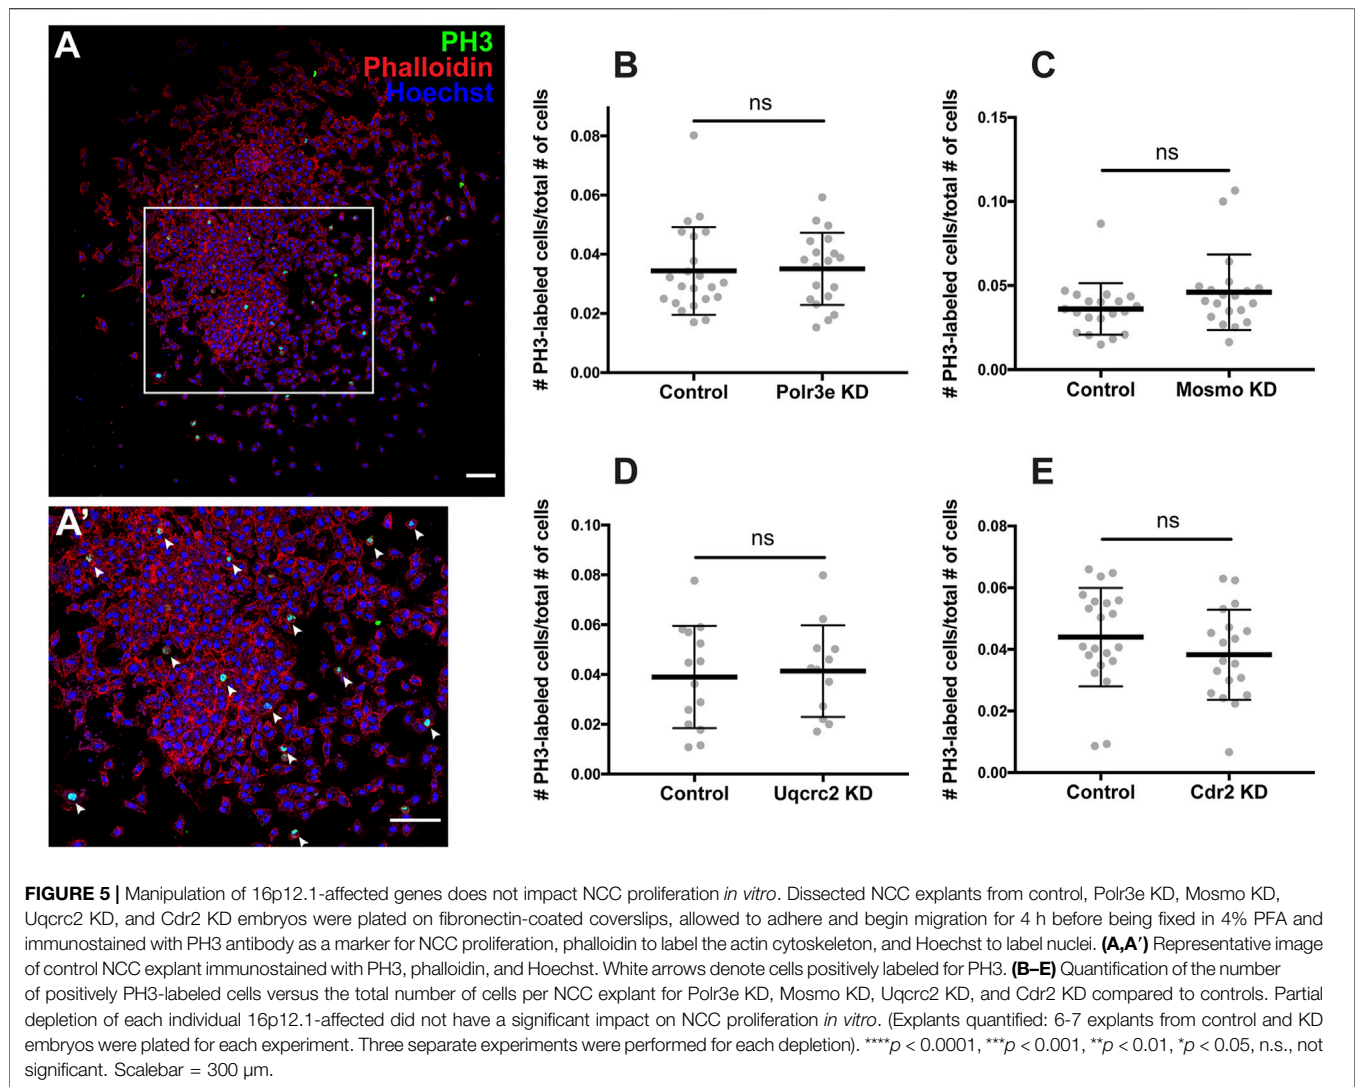 A
PH3
Phalloidin
Hoechst
A'
B
# PH3-labeled cells/total # of cells
ns
0.08
0.06
0.04
0.02
0.00
Control
Polr3e KD
C
# PH3-labeled cells/total # of cells
ns
0.15
0.10
0.05
0.00
Control
Mosmo KD
D
# PH3-labeled cells/total # of cells
ns
0.10
0.08
0.06
0.04
0.02
0.00
Control
Uqcrc2 KD
E
# PH3-labeled cells/total # of cells
ns
0.08
0.06
0.04
0.02
0.00
Control
Cdr2 KD
FIGURE 5 | Manipulation of 16p12.1-affected genes does not impact NCC proliferation in vitro. Dissected NCC explants from control, Polr3e KD, Mosmo KD,
Uqcrc2 KD, and Cdr2 KD embryos were plated on fibronectin-coated coverslips, allowed to adhere and begin migration for 4 h before being fixed in 4% PFA and
immunostained with PH3 antibody as a marker for NCC proliferation, phalloidin to label the actin cytoskeleton, and Hoechst to label nuclei. (A,A′) Representative image
of control NCC explant immunostained with PH3, phalloidin, and Hoechst. White arrows denote cells positively labeled for PH3. (B–E) Quantification of the number
of positively PH3-labeled cells versus the total number of cells per NCC explant for Polr3e KD, Mosmo KD, Uqcrc2 KD, and Cdr2 KD compared to controls. Partial
depletion of each individual 16p12.1-affected did not have a significant impact on NCC proliferation in vitro. (Explants quantified: 6-7 explants from control and KD
embryos were plated for each experiment. Three separate experiments were performed for each depletion). ****p < 0.0001, ***p < 0.001, **p < 0.01, *p < 0.05, n.s., not
significant. Scalebar = 300 µm.